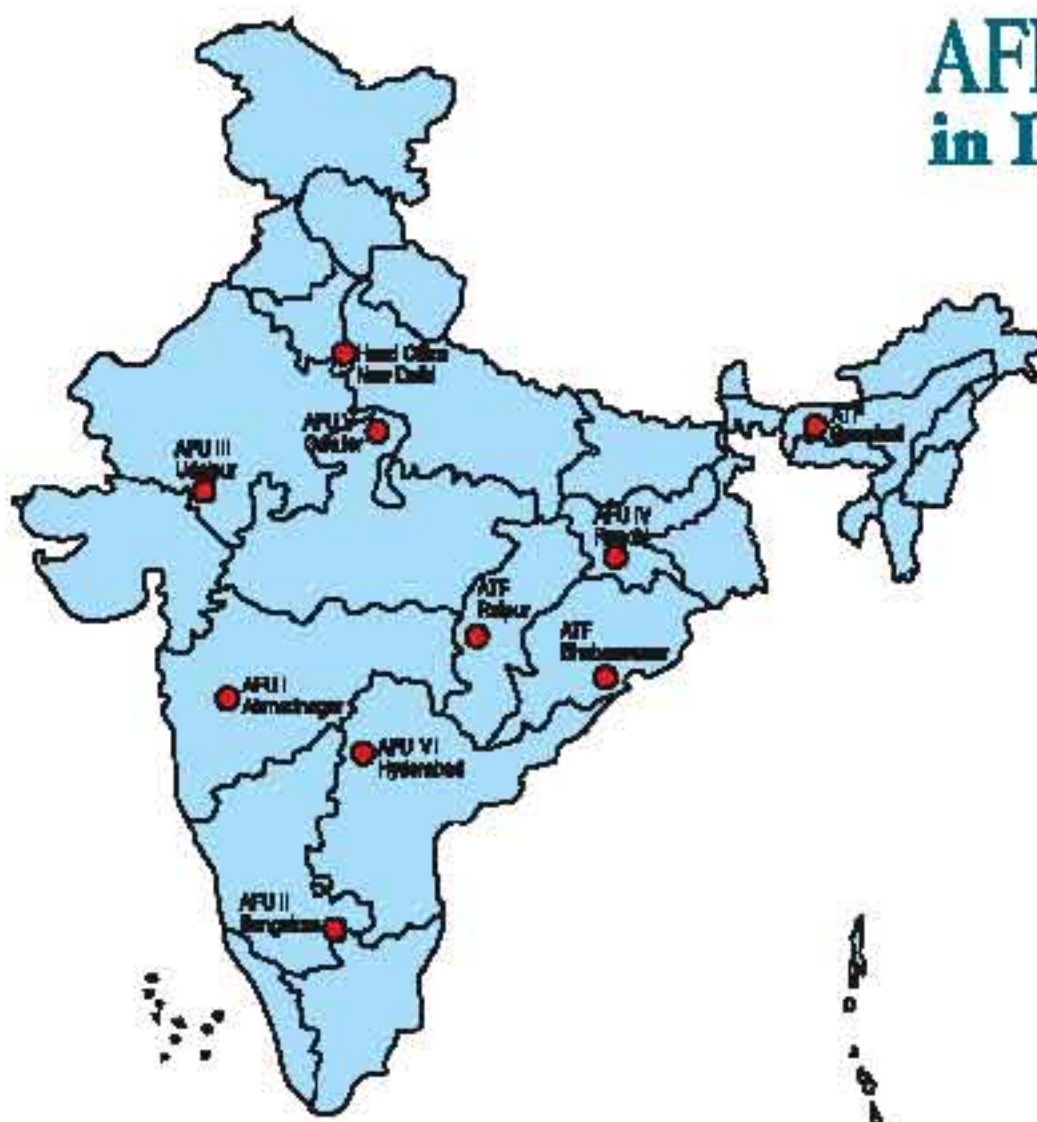 AF
in I
Head Office
New Delhi
AFU V
Gwalior
AFU III
Udaipur
ATF
AFU IV
Ranchi
ATF
Raipur
ATF
Bhubaneswar
AFU I
Ahmednagar
AFU VI
Hyderabad
AFU II
Bangalore